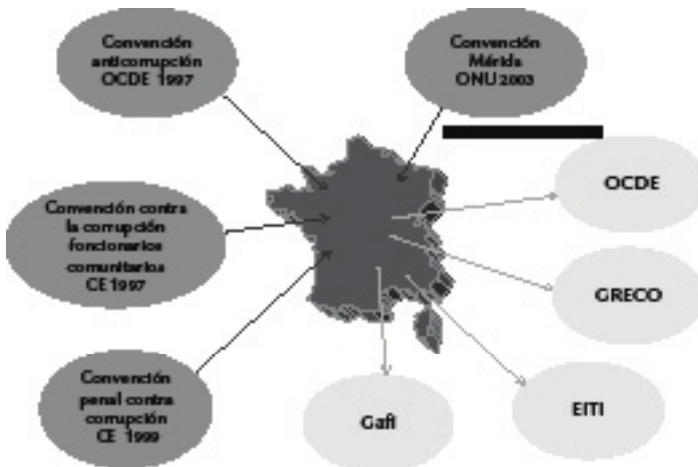 Convención
anticorrupción
OCDE 1997
Convención
Mérida
ONU 2003
OCDE
Convención contra
la corrupción
foncionarios
comunitarios
CE 1997
GRECO
Convención
penal contra
corrupción
CE 1999
Gafi
EITI